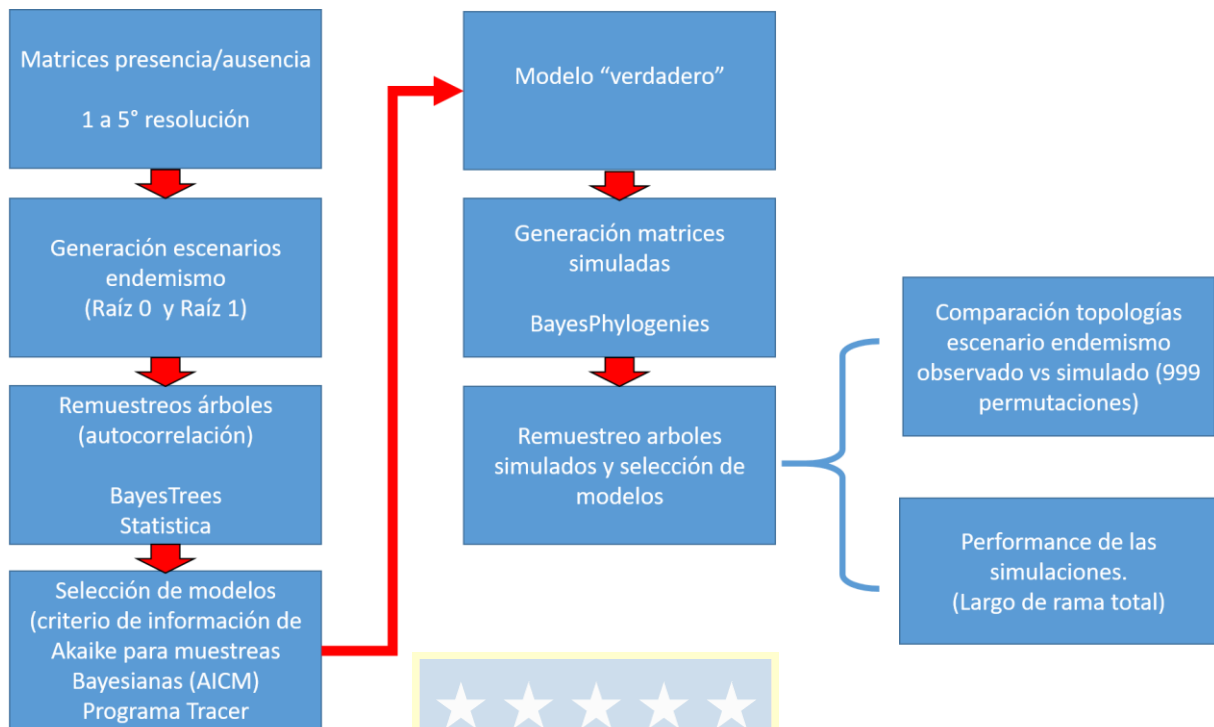 Matrices presencia/ausencia
1 a 5° resolución
Generación escenarios
endemismo
(Raíz 0 y Raíz 1)
Remuestreos árboles
(autocorrelación)
BayesTrees
Statistica
Selección de modelos
(criterio de información de
Akaike para muestreas
Bayesianas (AICM)
Programa Tracer
Modelo “verdadero”
Generación matrices
simuladas
BayesPhylogenies
Remuestreo arboles
simulados y selección de
modelos
Comparación topologías
escenario endemismo
observado vs simulado (999
permutaciones)
Performance de las
simulaciones.
(Largo de rama total)